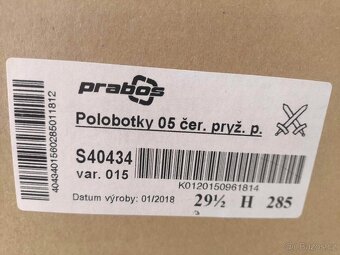 prabos
Polobotky 05 čer. pryž. p.
S40434
var. 015
K0120150961814
Datum výroby: 01/2018
29½ H 285
4043401560285011812